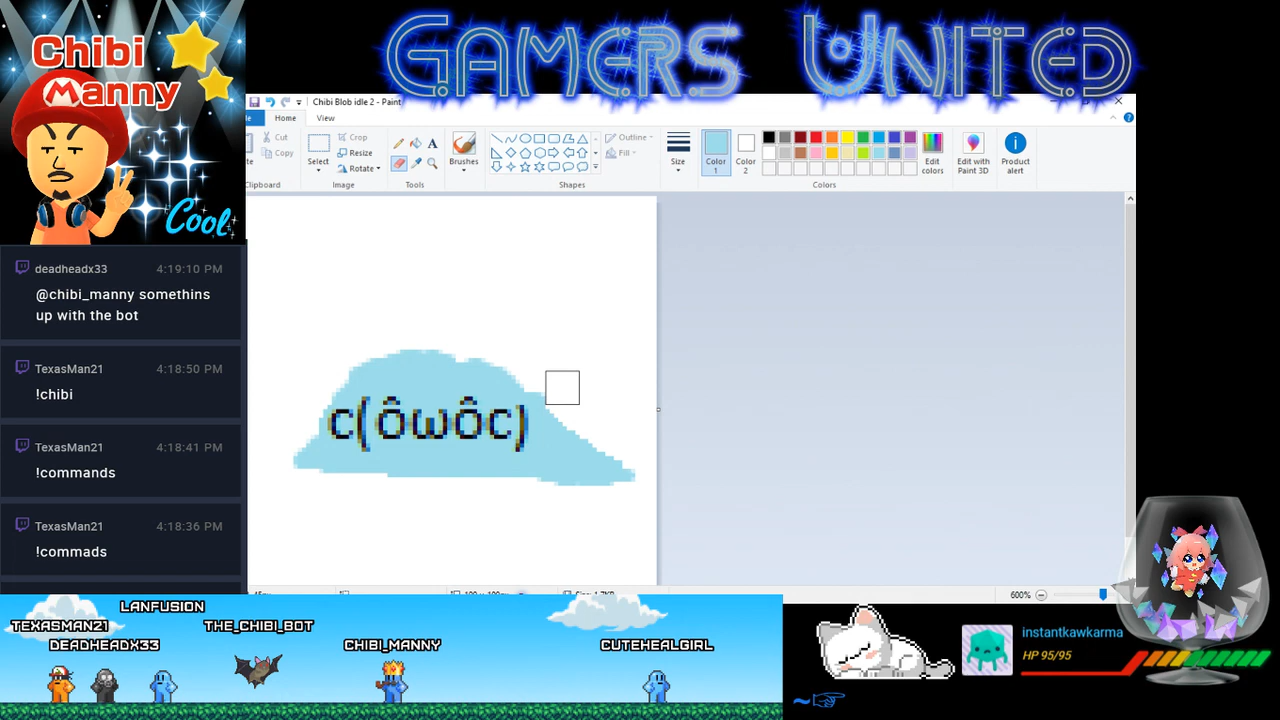 Chibi
Manny
Cool
GAMERS UNITED
Chibi Blob idle 2 - Paint
Home
View
Cut
Copy
Clipboard
Select
Crop
Resize
Rotate
Image
A
Tools
Brushes
Outline
Fill
Shapes
Size
Color
1
Color
2
Edit
colors
Colors
Edit with
Paint 3D
Product
alert
deadheadx33 4:19:10 PM
@chibi_manny somethins
up with the bot
TexasMan21 4:18:50 PM
!chibi
TexasMan21 4:18:41 PM
!commands
TexasMan21 4:18:36 PM
!commads
c(ôωôc)
600%
LANFUSION
TEXASMAN21
THE_CHIBI_BOT
DEADHEADX33
CHIBI_MANNY
CUTEHEALGIRL
instantkawkarma
HP 95/95
~☞